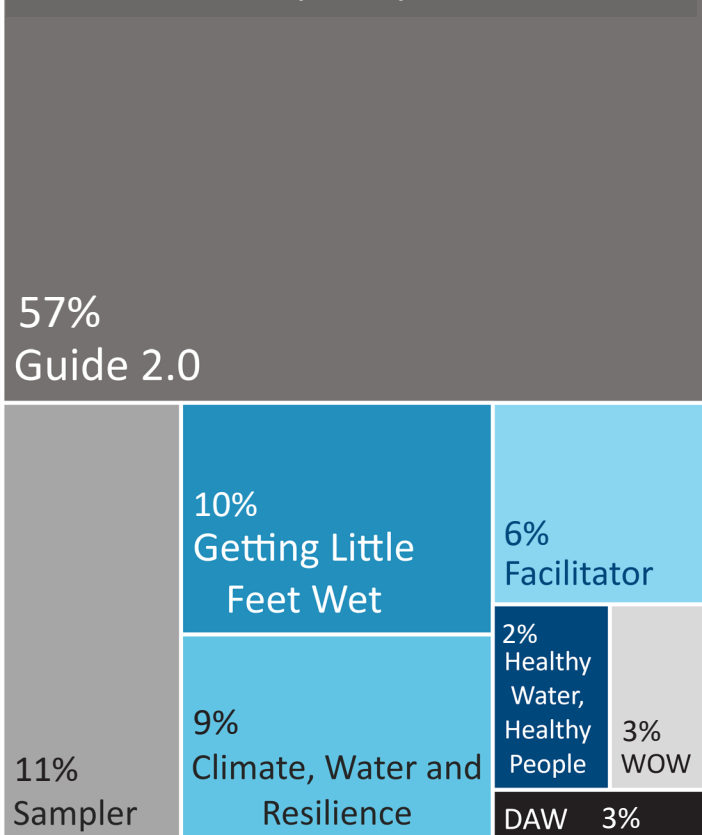 57%
Guide 2.0
10%
Getting Little
Feet Wet
6%
Facilitator
2%
Healthy
Water,
Healthy
People
3%
WOW
9%
Climate, Water and
Resilience
11%
Sampler
DAW 3%